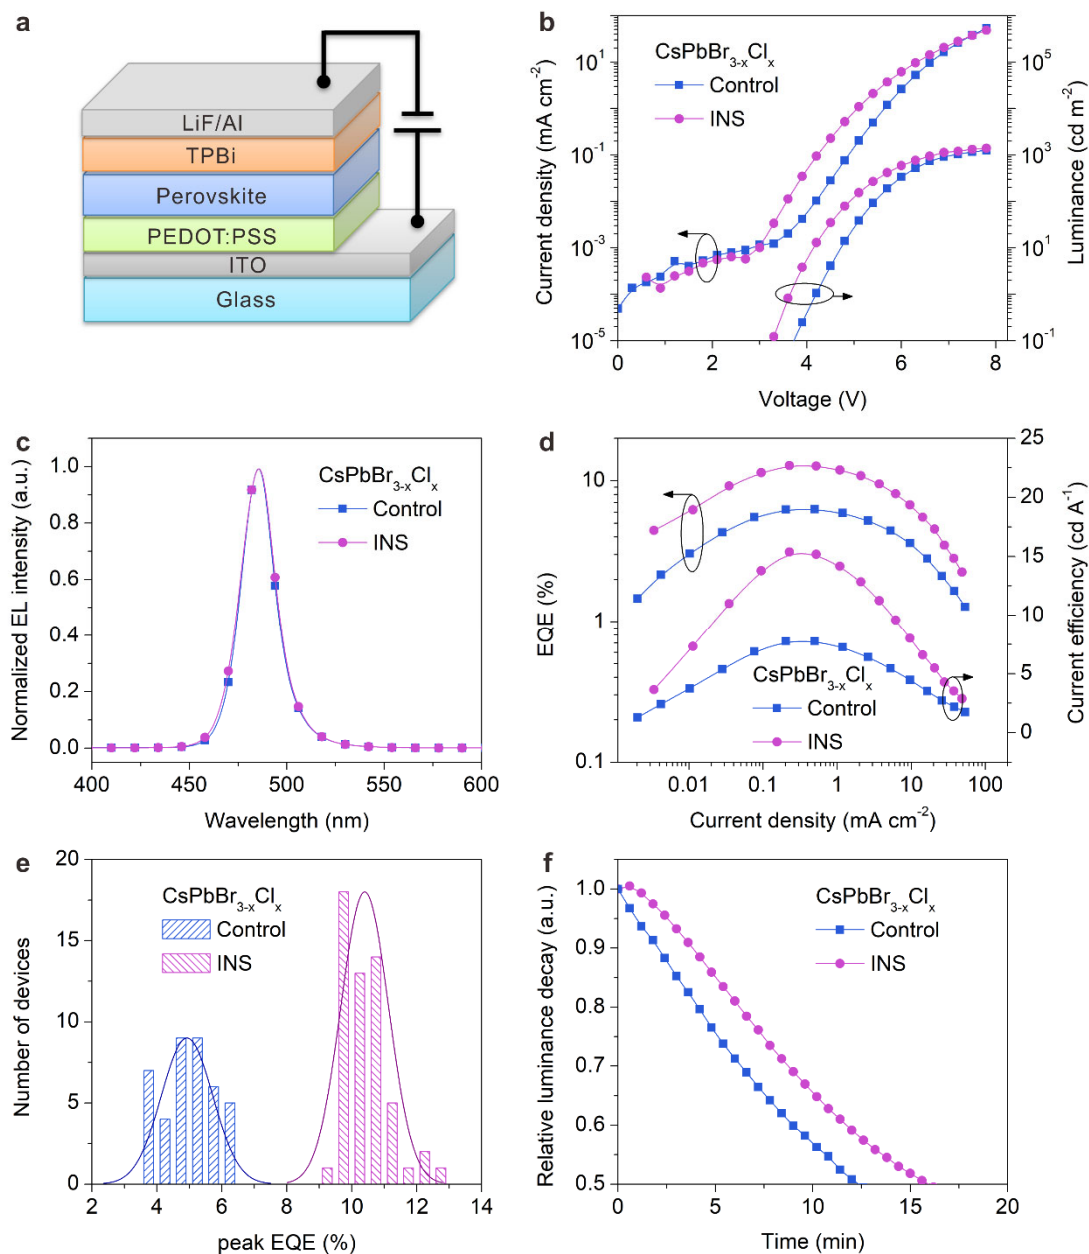 a
LiF/Al
TPBi
Perovskite
PEDOT:PSS
ITO
Glass
b
CsPbBr3-xClx
Control
INS
10^1
10^-1
10^-3
10^-5
10^5
10^3
10^1
10^-1
0 2 4 6 8
Current density (mA cm^-2)
Luminance (cd m^-2)
Voltage (V)
c
CsPbBr3-xClx
Control
INS
1.0
0.8
0.6
0.4
0.2
0.0
400 450 500 550 600
Normalized EL intensity (a.u.)
Wavelength (nm)
d
CsPbBr3-xClx
Control
INS
10
1
0.1
25
20
15
10
5
0
0.01 0.1 1 10 100
EQE (%)
Current efficiency (cd A^-1)
Current density (mA cm^-2)
e
CsPbBr3-xClx
Control
INS
20
15
10
5
0
2 4 6 8 10 12 14
Number of devices
peak EQE (%)
f
CsPbBr3-xClx
Control
INS
1.0
0.9
0.8
0.7
0.6
0.5
0 5 10 15 20
Relative luminance decay (a.u.)
Time (min)